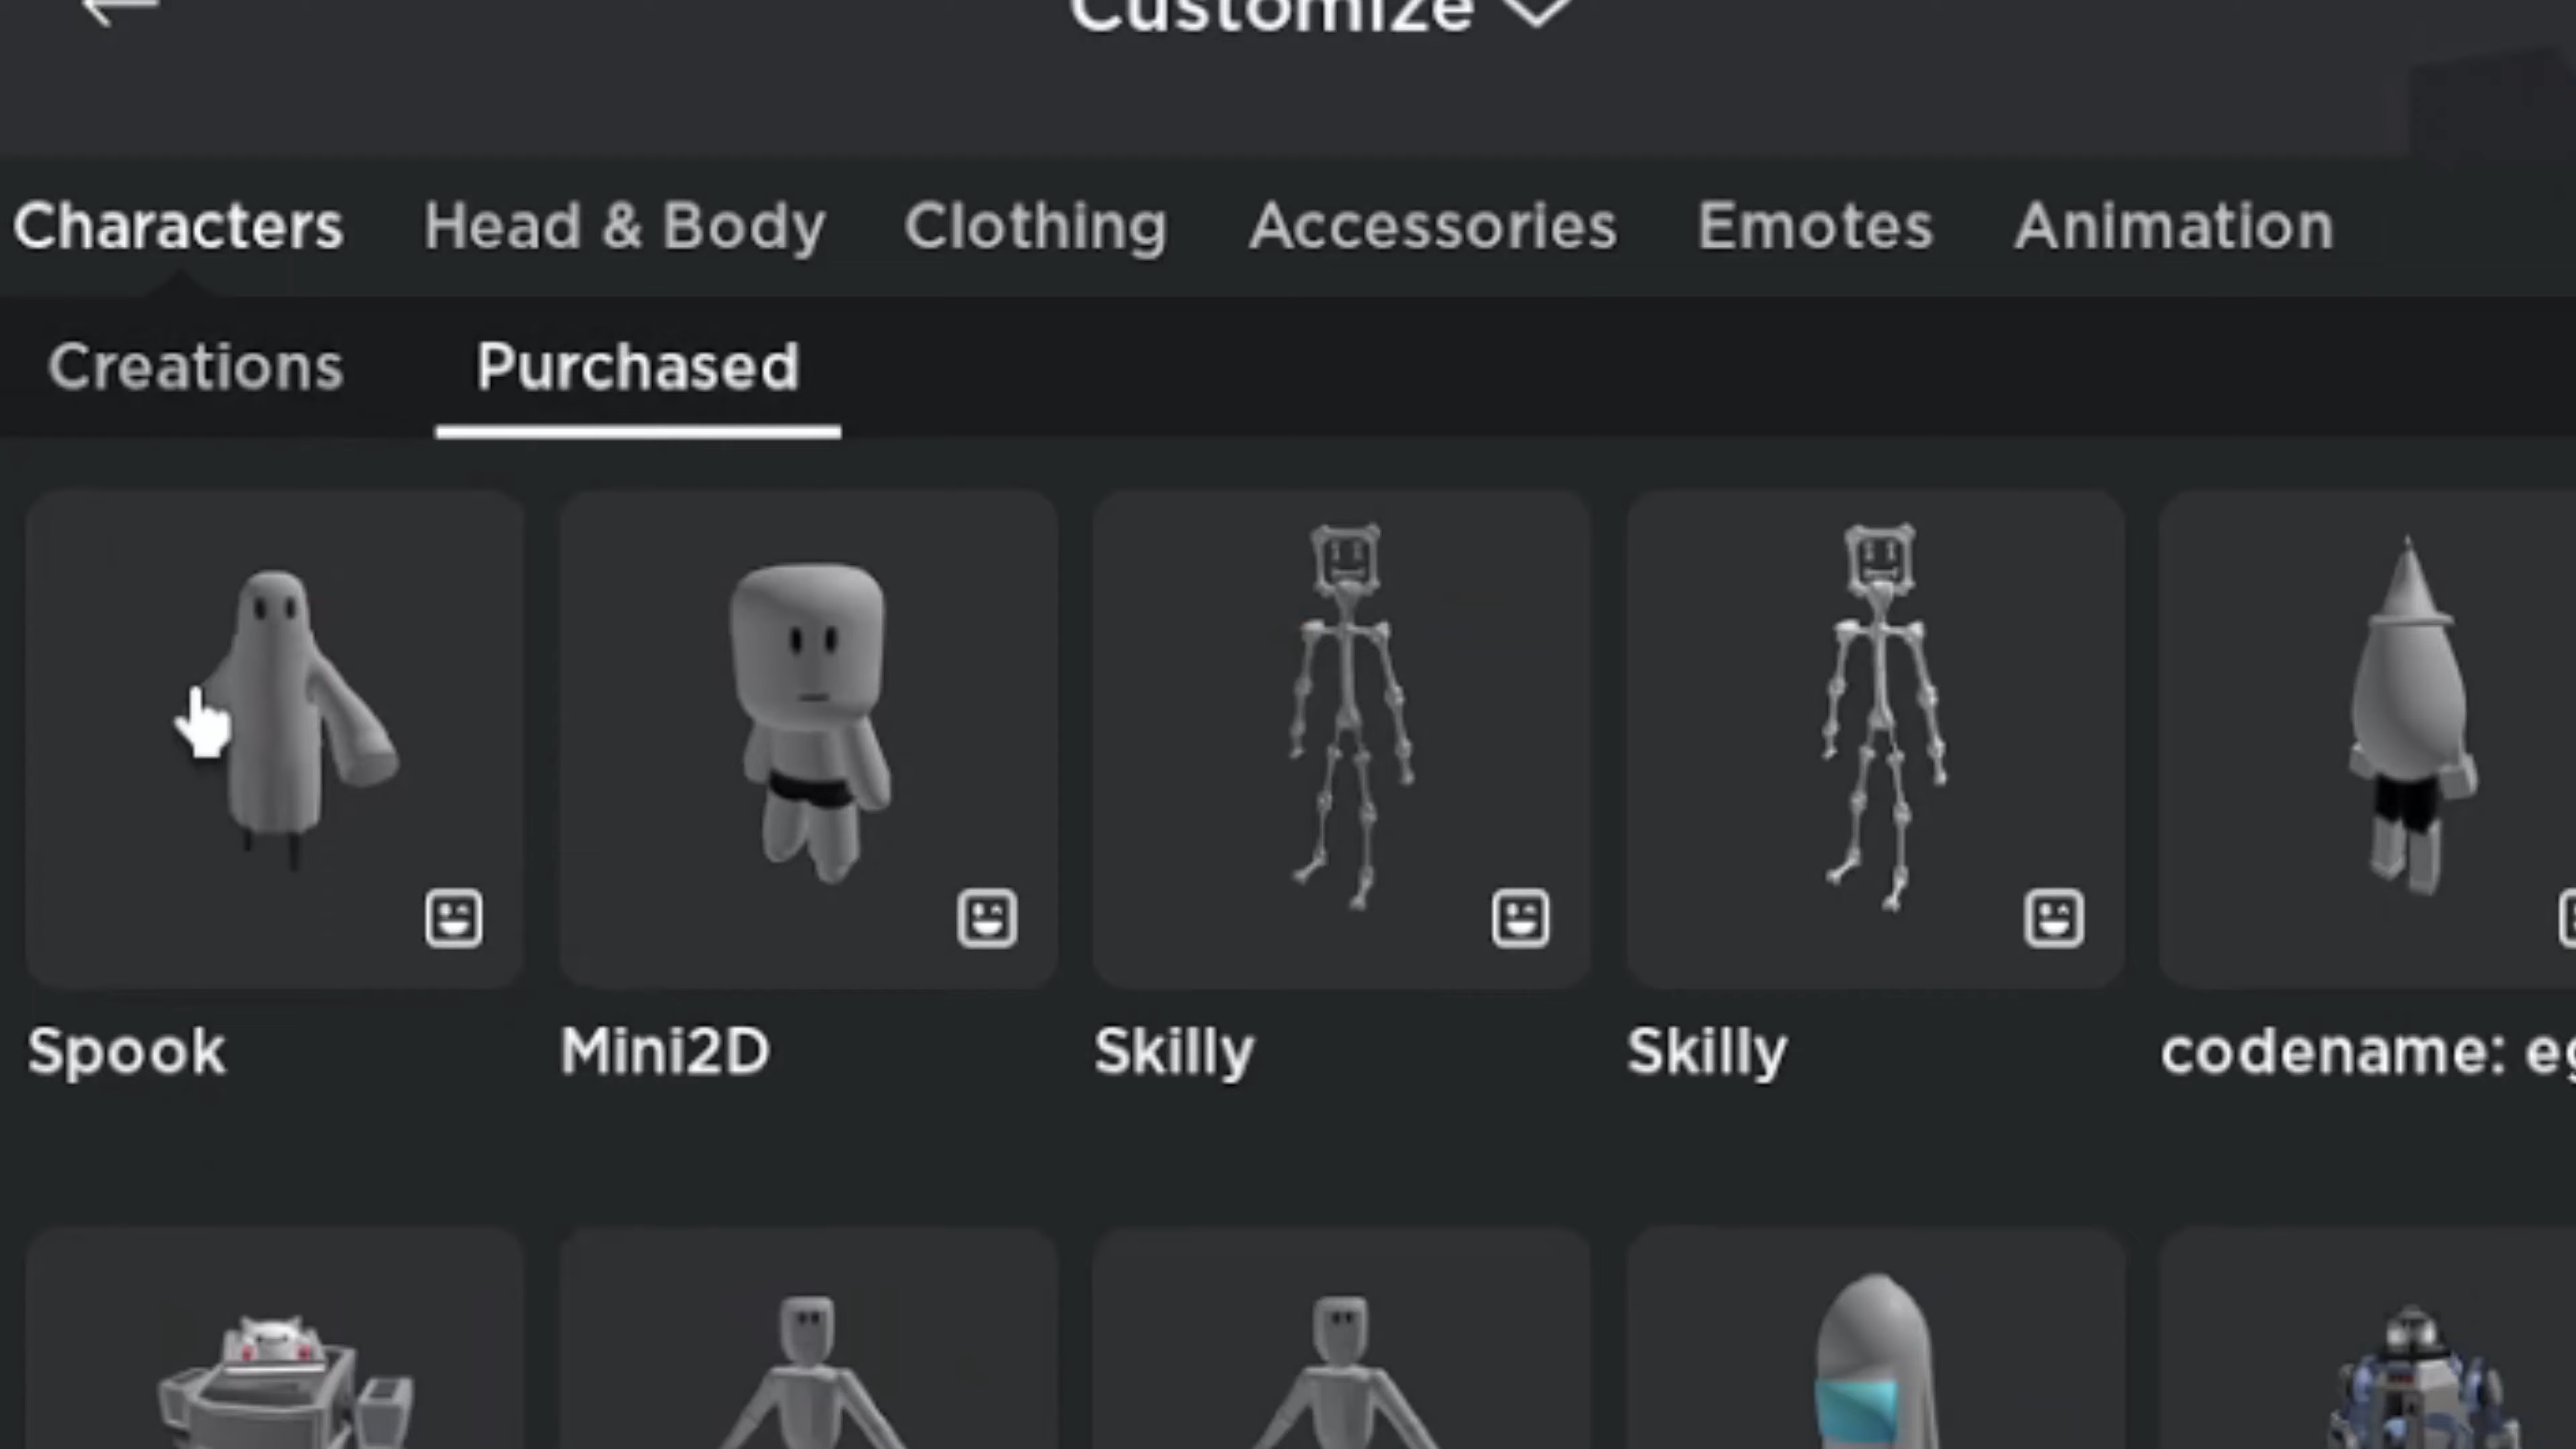 Customize
Characters Head & Body Clothing Accessories Emotes Animation
Creations Purchased
Spook Mini2D Skilly Skilly codename: